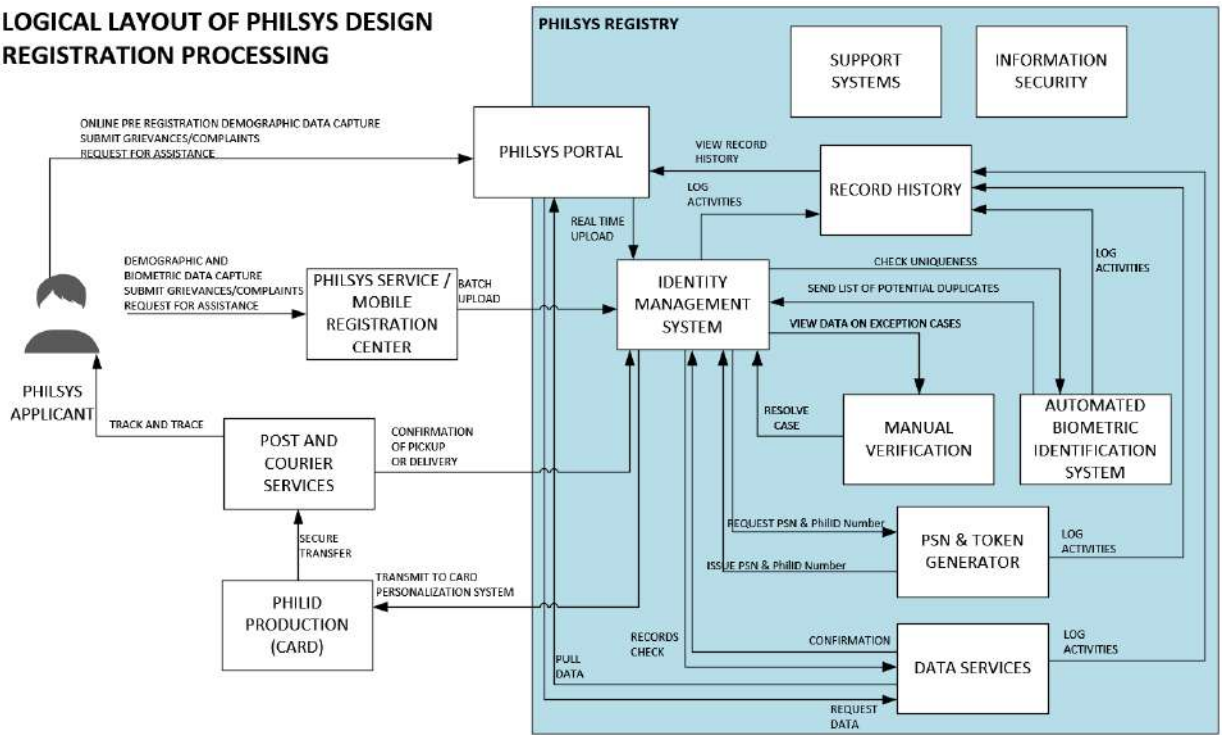 LOGICAL LAYOUT OF PHILSYS DESIGN
REGISTRATION PROCESSING
PHILSYS REGISTRY
SUPPORT
SYSTEMS
INFORMATION
SECURITY
ONLINE PRE REGISTRATION DEMOGRAPHIC DATA CAPTURE
SUBMIT GRIEVANCES/COMPLAINTS
REQUEST FOR ASSISTANCE
PHILSYS PORTAL
VIEW RECORD
HISTORY
RECORD HISTORY
LOG
ACTIVITIES
REAL TIME
UPLOAD
DEMOGRAPHIC AND
BIOMETRIC DATA CAPTURE
SUBMIT GRIEVANCES/COMPLAINTS
REQUEST FOR ASSISTANCE
PHILSYS SERVICE /
MOBILE
REGISTRATION
CENTER
BATCH
UPLOAD
IDENTITY
MANAGEMENT
SYSTEM
CHECK UNIQUENESS
LOG
ACTIVITIES
SEND LIST OF POTENTIAL DUPLICATES
VIEW DATA ON EXCEPTION CASES
PHILSYS
APPLICANT
TRACK AND TRACE
POST AND
COURIER
SERVICES
CONFIRMATION
OF PICKUP
OR DELIVERY
RESOLVE
CASE
MANUAL
VERIFICATION
AUTOMATED
BIOMETRIC
IDENTIFICATION
SYSTEM
SECURE
TRANSFER
REQUEST PSN & PhilID Number
ISSUE PSN & PhilID Number
PSN & TOKEN
GENERATOR
LOG
ACTIVITIES
PHILID
PRODUCTION
(CARD)
TRANSMIT TO CARD
PERSONALIZATION SYSTEM
RECORDS
CHECK
CONFIRMATION
PULL
DATA
DATA SERVICES
LOG
ACTIVITIES
REQUEST
DATA